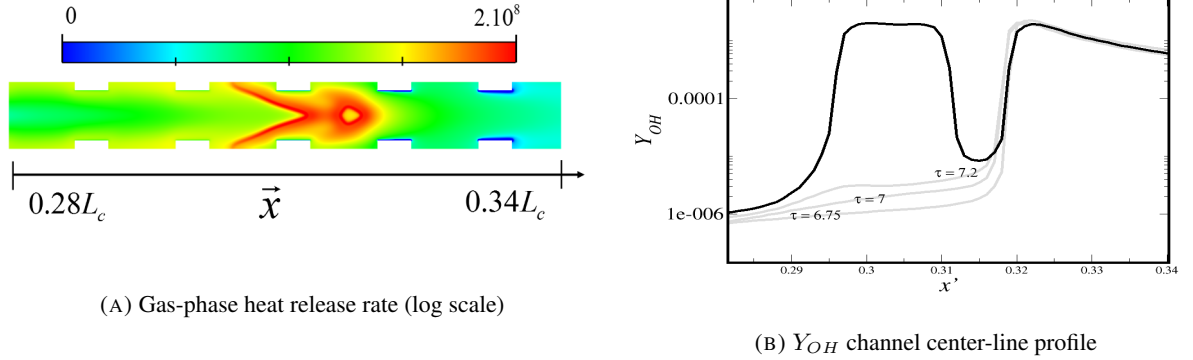 0
2.10⁸
0.28L_c
x⃗
0.34L_c
(A) Gas-phase heat release rate (log scale)
Y_OH
0.0001
1e-006
τ = 7.2
τ = 7
τ = 6.75
0.29
0.3
0.31
0.32
0.33
0.34
x'
(B) Y_OH channel center-line profile